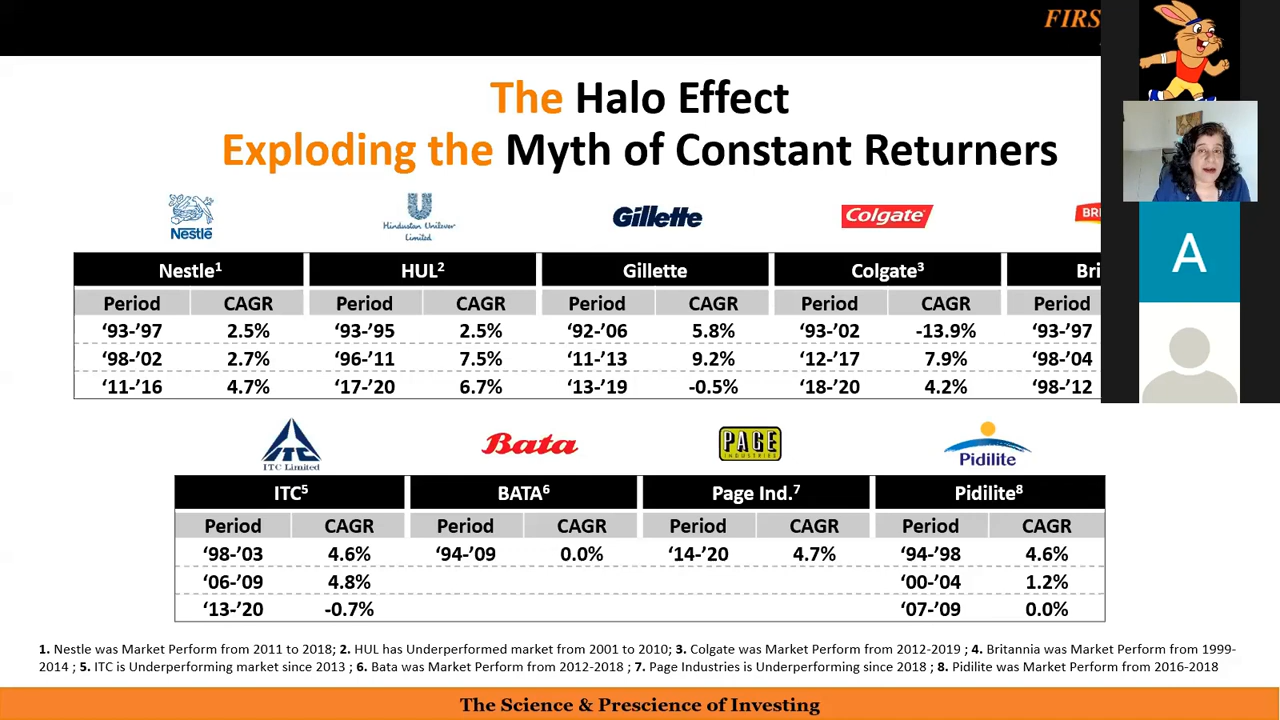 FIRS
The Halo Effect
Exploding the Myth of Constant Returners
Nestle
Hindustan Unilever
Limited
Gillette
Colgate
BRI
A
Nestle1 HUL2 Gillette Colgate3 Bri
Period CAGR Period CAGR Period CAGR Period CAGR Period
‘93-’97 2.5% ‘93-’95 2.5% ‘92-’06 5.8% ‘93-’02 -13.9% ‘93-’97
‘98-’02 2.7% ‘96-’11 7.5% ‘11-’13 9.2% ‘12-’17 7.9% ‘98-’04
‘11-’16 4.7% ‘17-’20 6.7% ‘13-’19 -0.5% ‘18-’20 4.2% ‘98-’12
ITC Limited
Bata
PAGE
INDUSTRIES
Pidilite
ITC5 BATA6 Page Ind.7 Pidilite8
Period CAGR Period CAGR Period CAGR Period CAGR
‘98-’03 4.6% ‘94-’09 0.0% ‘14-’20 4.7% ‘94-’98 4.6%
‘06-’09 4.8% ‘00-’04 1.2%
‘13-’20 -0.7% ‘07-’09 0.0%
1. Nestle was Market Perform from 2011 to 2018; 2. HUL has Underperformed market from 2001 to 2010; 3. Colgate was Market Perform from 2012-2019 ; 4. Britannia was Market Perform from 1999-
2014 ; 5. ITC is Underperforming market since 2013 ; 6. Bata was Market Perform from 2012-2018 ; 7. Page Industries is Underperforming since 2018 ; 8. Pidilite was Market Perform from 2016-2018
The Science & Prescience of Investing